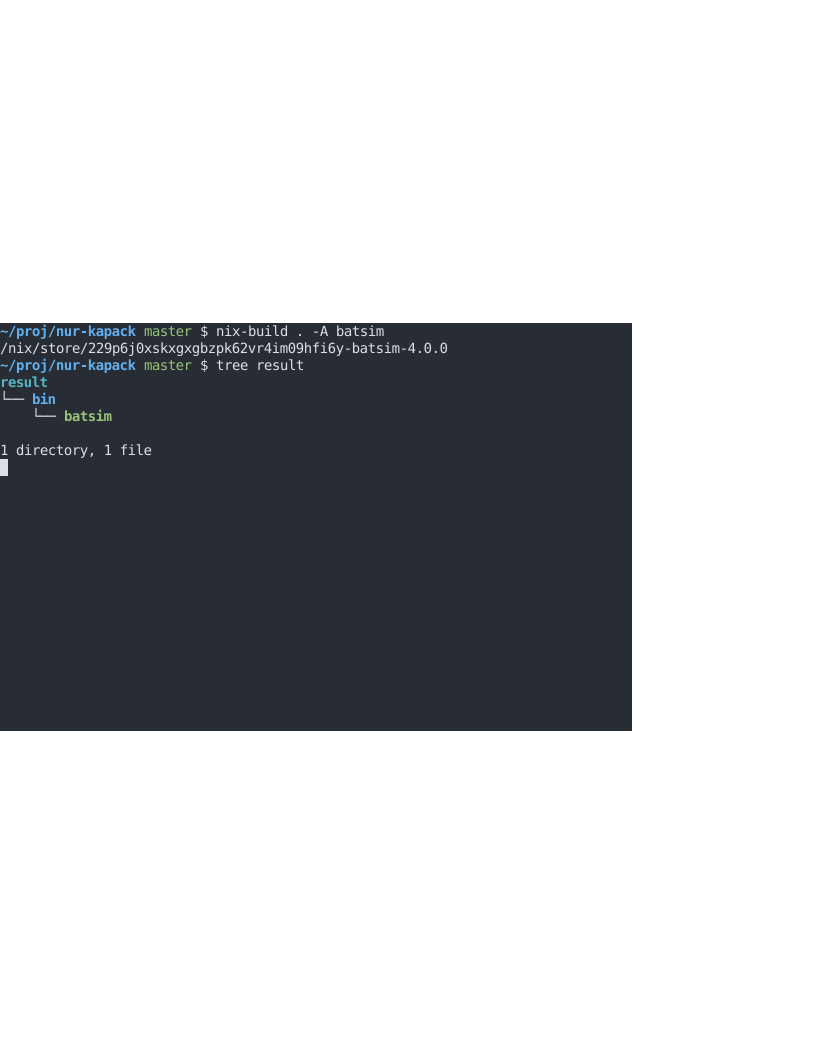 ~/proj/nur-kapack master $ nix-build . -A batsim
/nix/store/229p6j0xskxgxgbzpk62vr4im09hfi6y-batsim-4.0.0
~/proj/nur-kapack master $ tree result
result
└── bin
    └── batsim
1 directory, 1 file